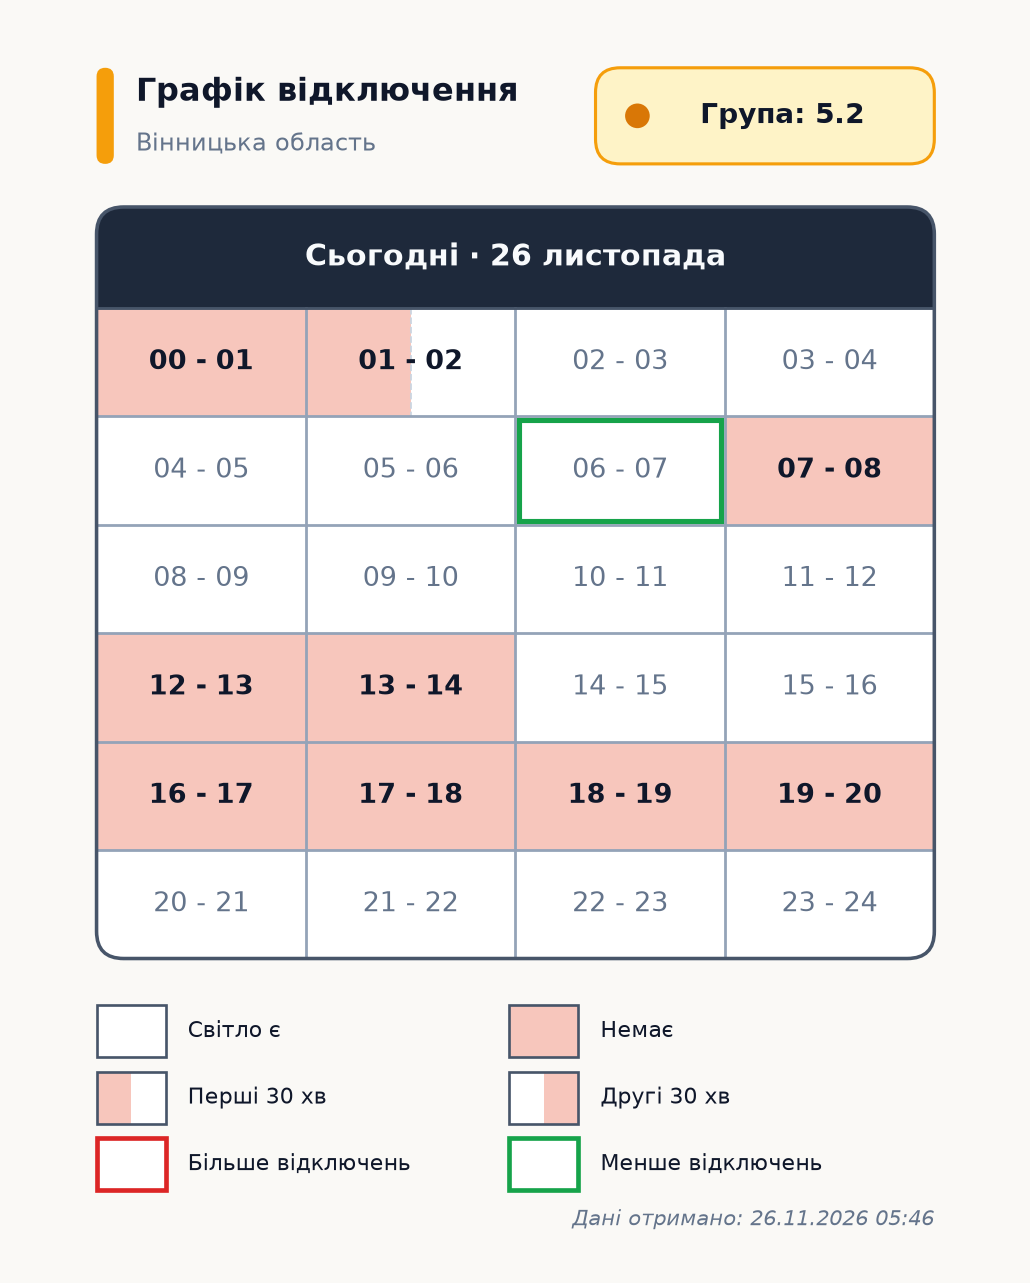 Графік відключення
Вінницька область
Група: 5.2
Сьогодні · 26 листопада
00 - 01 01 - 02 02 - 03 03 - 04
04 - 05 05 - 06 06 - 07 07 - 08
08 - 09 09 - 10 10 - 11 11 - 12
12 - 13 13 - 14 14 - 15 15 - 16
16 - 17 17 - 18 18 - 19 19 - 20
20 - 21 21 - 22 22 - 23 23 - 24
Світло є Немає
Перші 30 хв Другі 30 хв
Більше відключень Менше відключень
Дані отримано: 26.11.2026 05:46